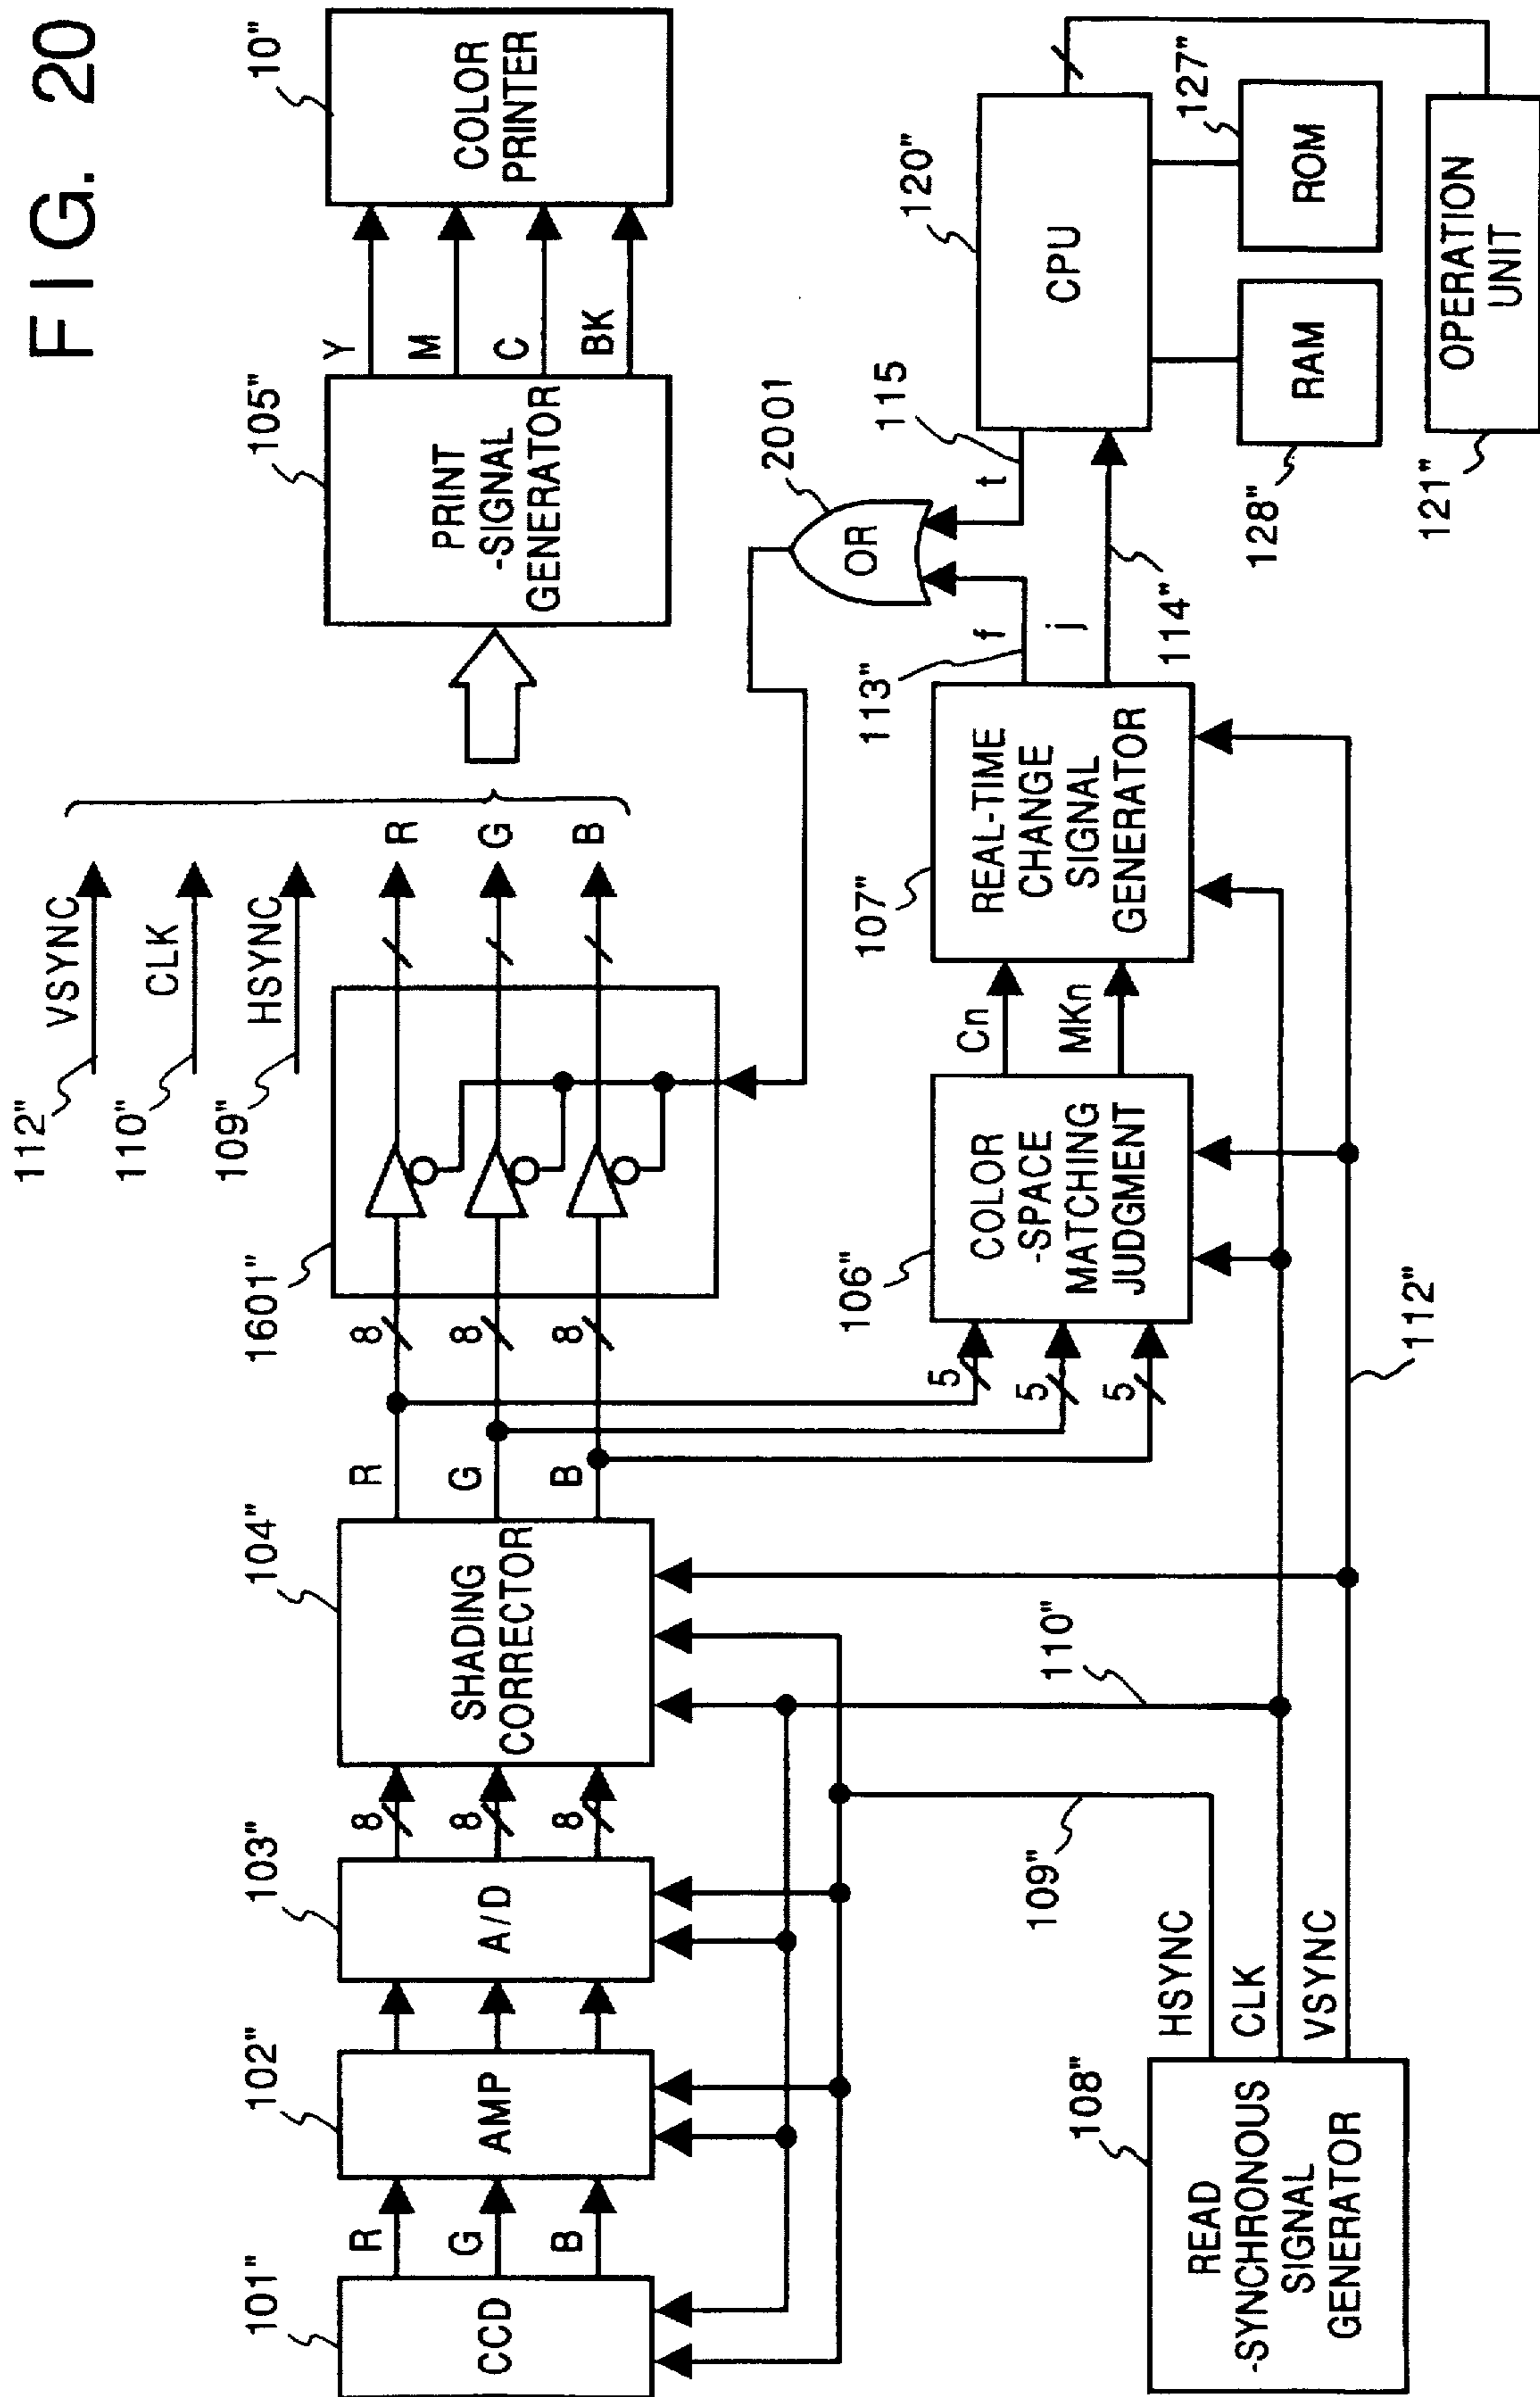 FIG. 20
101"
CCD
R
G
B
102"
AMP
103"
A/D
8
8
8
104"
SHADING
CORRECTOR
R
G
B
8
8
8
1601"
112"
VSYNC
110"
CLK
109"
HSYNC
R
G
B
105"
PRINT
-SIGNAL
GENERATOR
Y
M
C
BK
10"
COLOR
PRINTER
5
5
5
106"
COLOR
-SPACE
MATCHING
JUDGMENT
Cn
MKn
107"
REAL-TIME
CHANGE
SIGNAL
GENERATOR
113"
f
j
114"
OR
2001
t
115
120"
CPU
127"
ROM
128"
RAM
121"
OPERATION
UNIT
108"
READ
-SYNCHRONOUS
SIGNAL
GENERATOR
HSYNC
CLK
VSYNC
109"
110"
112"